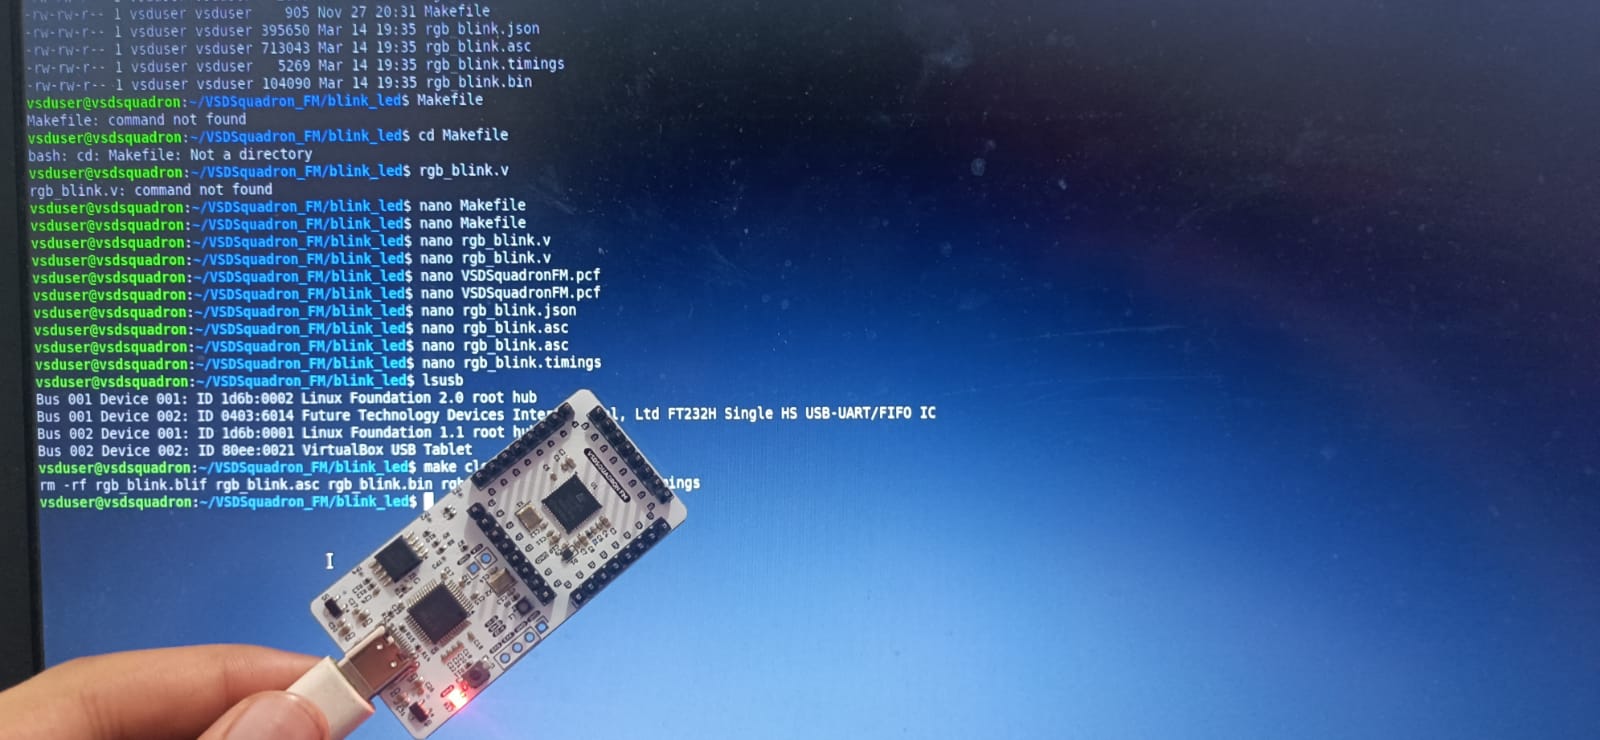 -rw-rw-r-- 1 vsduser vsduser    905 Nov 27 20:31 Makefile
-rw-rw-r-- 1 vsduser vsduser 395650 Mar 14 19:35 rgb_blink.json
-rw-rw-r-- 1 vsduser vsduser 713043 Mar 14 19:35 rgb_blink.asc
-rw-rw-r-- 1 vsduser vsduser   5269 Mar 14 19:35 rgb_blink.timings
-rw-rw-r-- 1 vsduser vsduser 104090 Mar 14 19:35 rgb_blink.bin
vsduser@vsdsquadron:~/VSDSquadron_FM/blink_led$ Makefile
Makefile: command not found
vsduser@vsdsquadron:~/VSDSquadron_FM/blink_led$ cd Makefile
bash: cd: Makefile: Not a directory
vsduser@vsdsquadron:~/VSDSquadron_FM/blink_led$ rgb_blink.v
rgb_blink.v: command not found
vsduser@vsdsquadron:~/VSDSquadron_FM/blink_led$ nano Makefile
vsduser@vsdsquadron:~/VSDSquadron_FM/blink_led$ nano Makefile
vsduser@vsdsquadron:~/VSDSquadron_FM/blink_led$ nano rgb_blink.v
vsduser@vsdsquadron:~/VSDSquadron_FM/blink_led$ nano rgb_blink.v
vsduser@vsdsquadron:~/VSDSquadron_FM/blink_led$ nano VSDSquadronFM.pcf
vsduser@vsdsquadron:~/VSDSquadron_FM/blink_led$ nano VSDSquadronFM.pcf
vsduser@vsdsquadron:~/VSDSquadron_FM/blink_led$ nano rgb_blink.json
vsduser@vsdsquadron:~/VSDSquadron_FM/blink_led$ nano rgb_blink.asc
vsduser@vsdsquadron:~/VSDSquadron_FM/blink_led$ nano rgb_blink.asc
vsduser@vsdsquadron:~/VSDSquadron_FM/blink_led$ nano rgb_blink.timings
vsduser@vsdsquadron:~/VSDSquadron_FM/blink_led$ lsusb
Bus 001 Device 001: ID 1d6b:0002 Linux Foundation 2.0 root hub
Bus 001 Device 002: ID 0403:6014 Future Technology Devices Inter l, Ltd FT232H Single HS USB-UART/FIFO IC
Bus 002 Device 001: ID 1d6b:0001 Linux Foundation 1.1 root hu
Bus 002 Device 002: ID 80ee:0021 VirtualBox USB Tablet
vsduser@vsdsquadron:~/VSDSquadron_FM/blink_led$ make cl
rm -rf rgb_blink.blif rgb_blink.asc rgb_blink.bin rgb ings
vsduser@vsdsquadron:~/VSDSquadron_FM/blink_led$
VSDSQUADRON FM